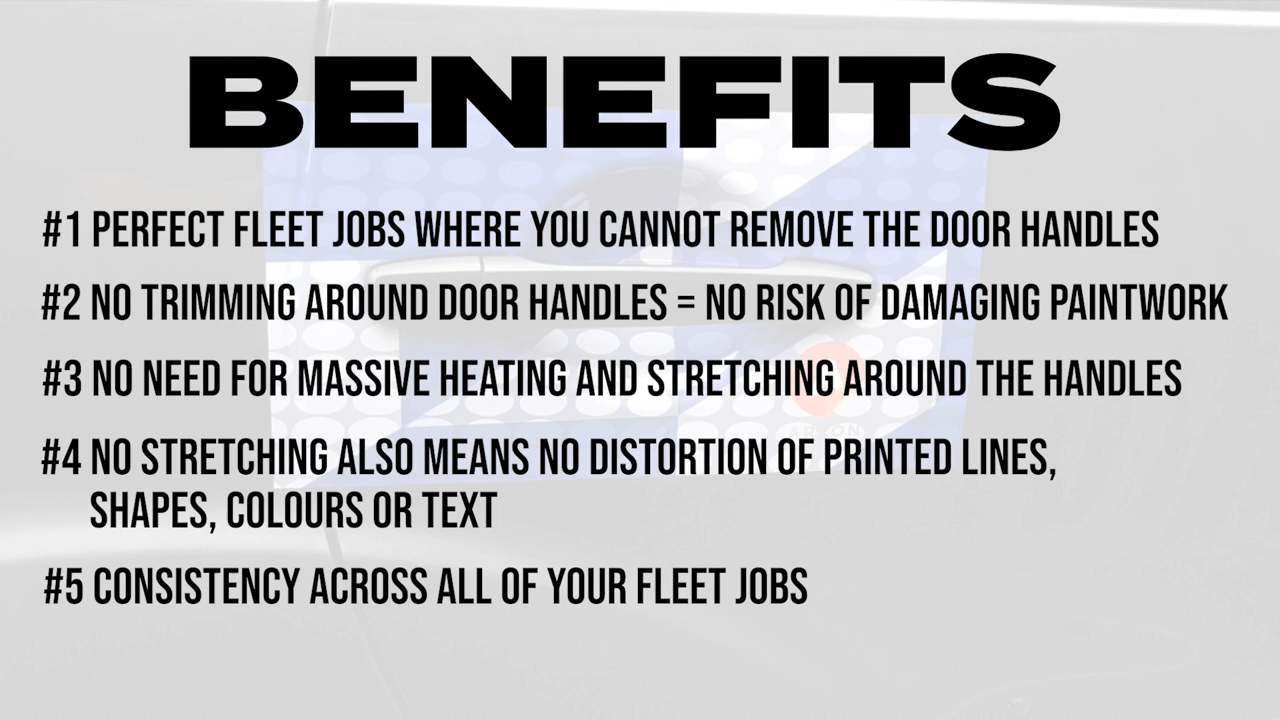 BENEFITS
#1 PERFECT FLEET JOBS WHERE YOU CANNOT REMOVE THE DOOR HANDLES
#2 NO TRIMMING AROUND DOOR HANDLES = NO RISK OF DAMAGING PAINTWORK
#3 NO NEED FOR MASSIVE HEATING AND STRETCHING AROUND THE HANDLES
#4 NO STRETCHING ALSO MEANS NO DISTORTION OF PRINTED LINES,
SHAPES, COLOURS OR TEXT
#5 CONSISTENCY ACROSS ALL OF YOUR FLEET JOBS